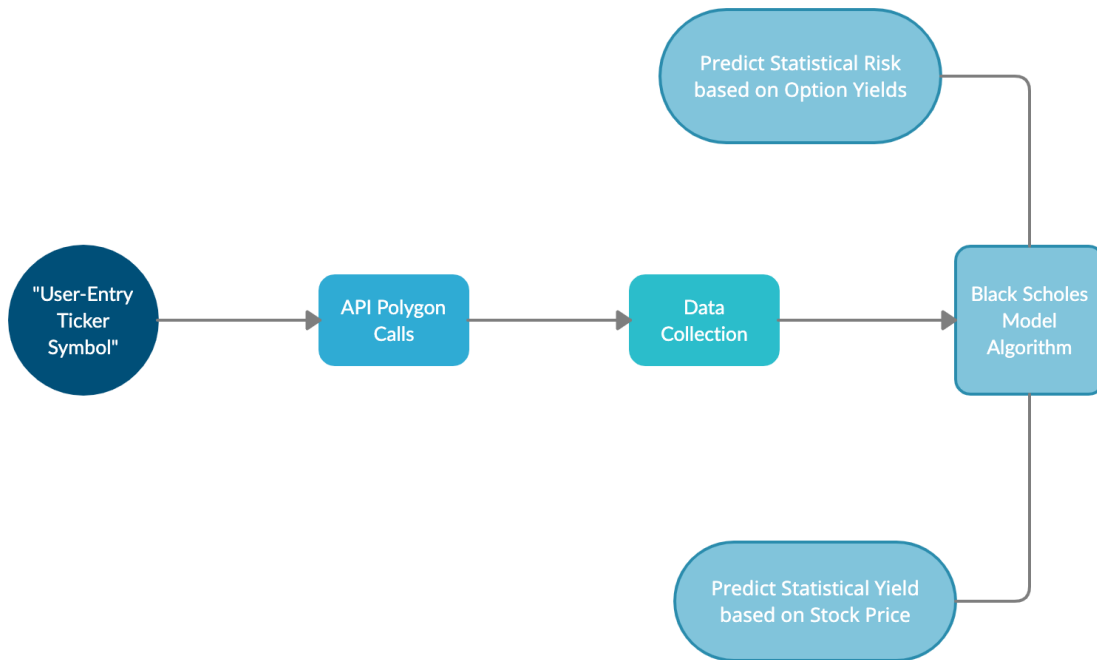 Predict Statistical Risk
based on Option Yields
"User-Entry
Ticker
Symbol"
API Polygon
Calls
Data
Collection
Black Scholes
Model
Algorithm
Predict Statistical Yield
based on Stock Price